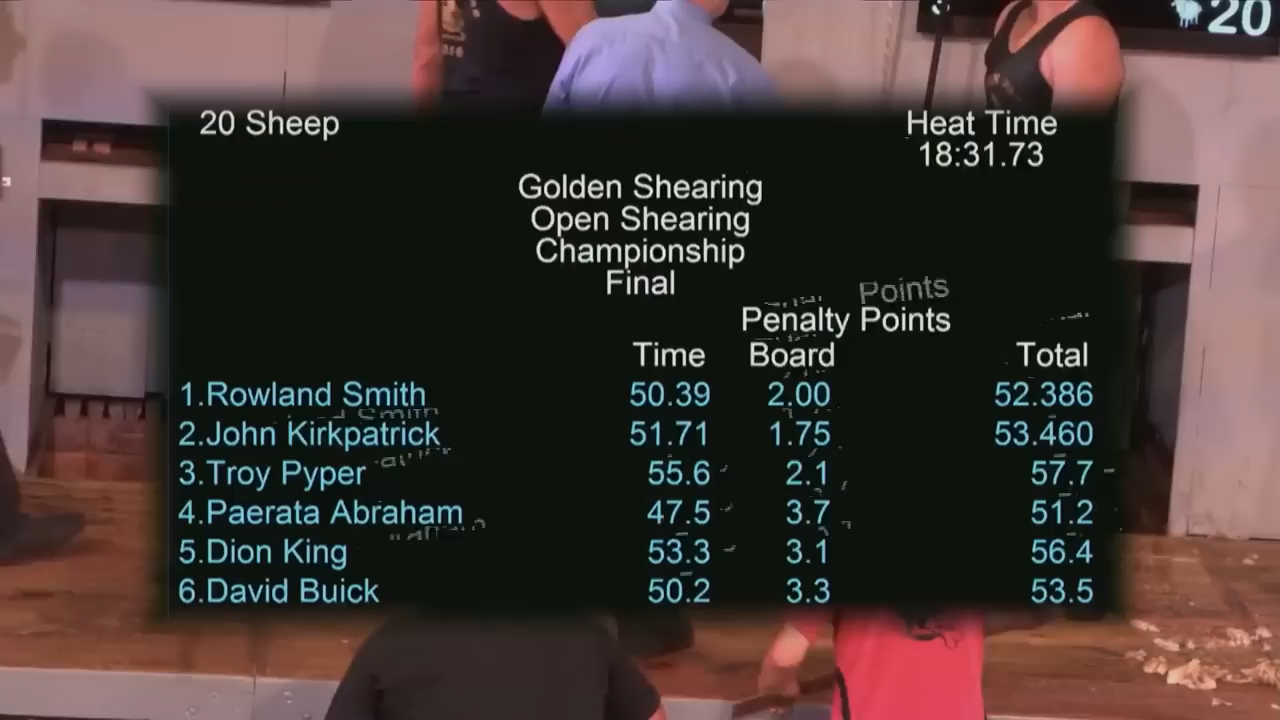 20
20 Sheep
Heat Time
18:31.73
Golden Shearing
Open Shearing
Championship
Final
Points
Penalty Points
Time Board Total
1.Rowland Smith 50.39 2.00 52.386
2.John Kirkpatrick 51.71 1.75 53.460
3.Troy Pyper 55.6 2.1 57.7
4.Paerata Abraham 47.5 3.7 51.2
5.Dion King 53.3 3.1 56.4
6.David Buick 50.2 3.3 53.5